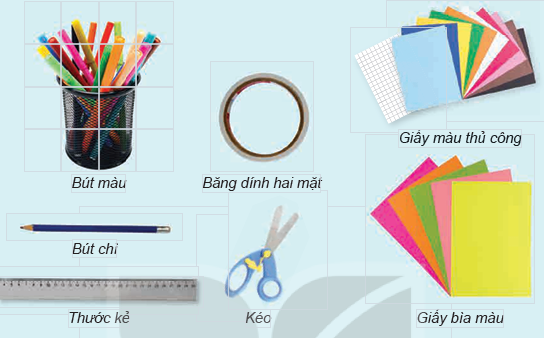 Giấy màu thủ công
Bút màu
Băng dính hai mặt
Bút chì
Thước kẻ
Kéo
Giấy bìa màu